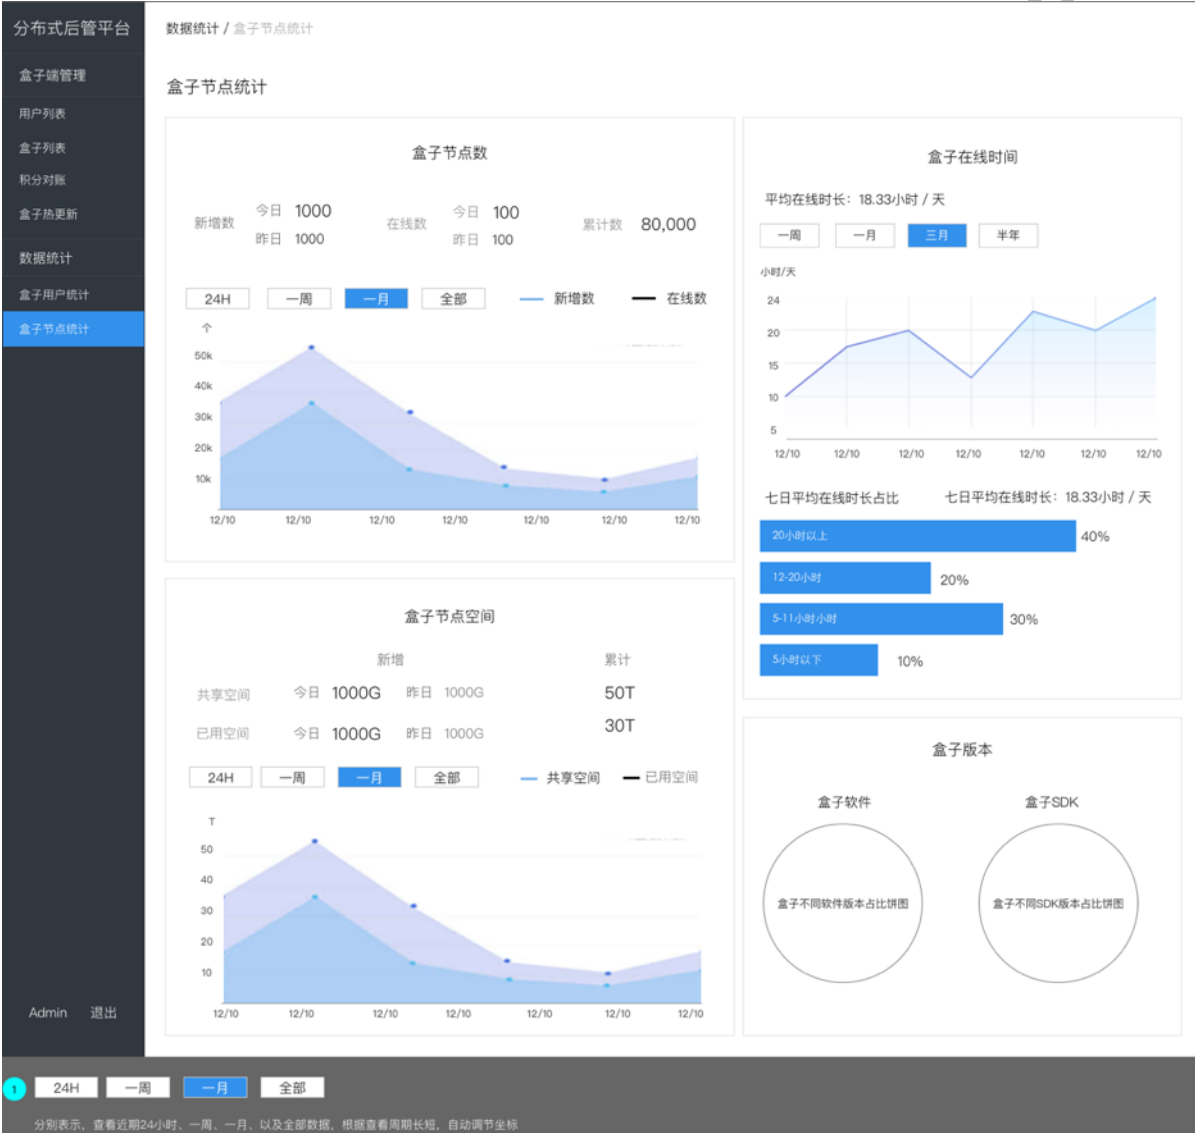 分布式后管平台
盒子端管理
用户列表
盒子列表
积分对账
盒子热更新
数据统计
盒子用户统计
盒子节点统计
Admin 退出
数据统计 / 盒子节点统计
盒子节点统计
盒子节点数
新增数 今日 1000 昨日 1000
在线数 今日 100 昨日 100
累计数 80,000
24H 一周 一月 全部 新增数 在线数
个
50k
40k
30k
20k
10k
12/10 12/10 12/10 12/10 12/10 12/10 12/10
盒子节点空间
新增 累计
共享空间 今日 1000G 昨日 1000G 50T
已用空间 今日 1000G 昨日 1000G 30T
24H 一周 一月 全部 共享空间 已用空间
T
50
40
30
20
10
12/10 12/10 12/10 12/10 12/10 12/10 12/10
盒子在线时间
平均在线时长：18.33小时 / 天
一周 一月 三月 半年
小时/天
24
20
15
10
5
12/10 12/10 12/10 12/10 12/10 12/10 12/10
七日平均在线时长占比 七日平均在线时长：18.33小时 / 天
20小时以上 40%
12-20小时 20%
5-11小时小时 30%
5小时以下 10%
盒子版本
盒子软件 盒子SDK
盒子不同软件版本占比饼图 盒子不同SDK版本占比饼图
1 24H 一周 一月 全部
分别表示，查看近期24小时、一周、一月、以及全部数据，根据查看周期长短，自动调节坐标